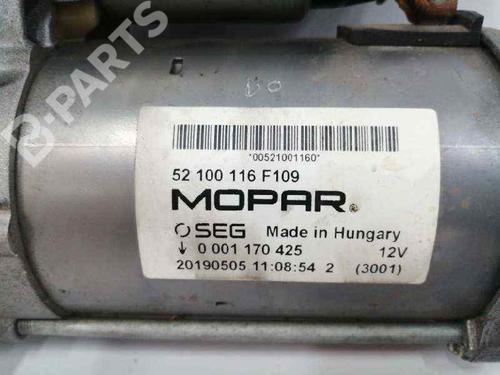 B-PARTS
*00521001160*
52 100 116 F109
MOPAR®
SEG Made in Hungary
↓ 0 001 170 425 12V
20190505 11:08:54 2 (3001)
B-PARTS